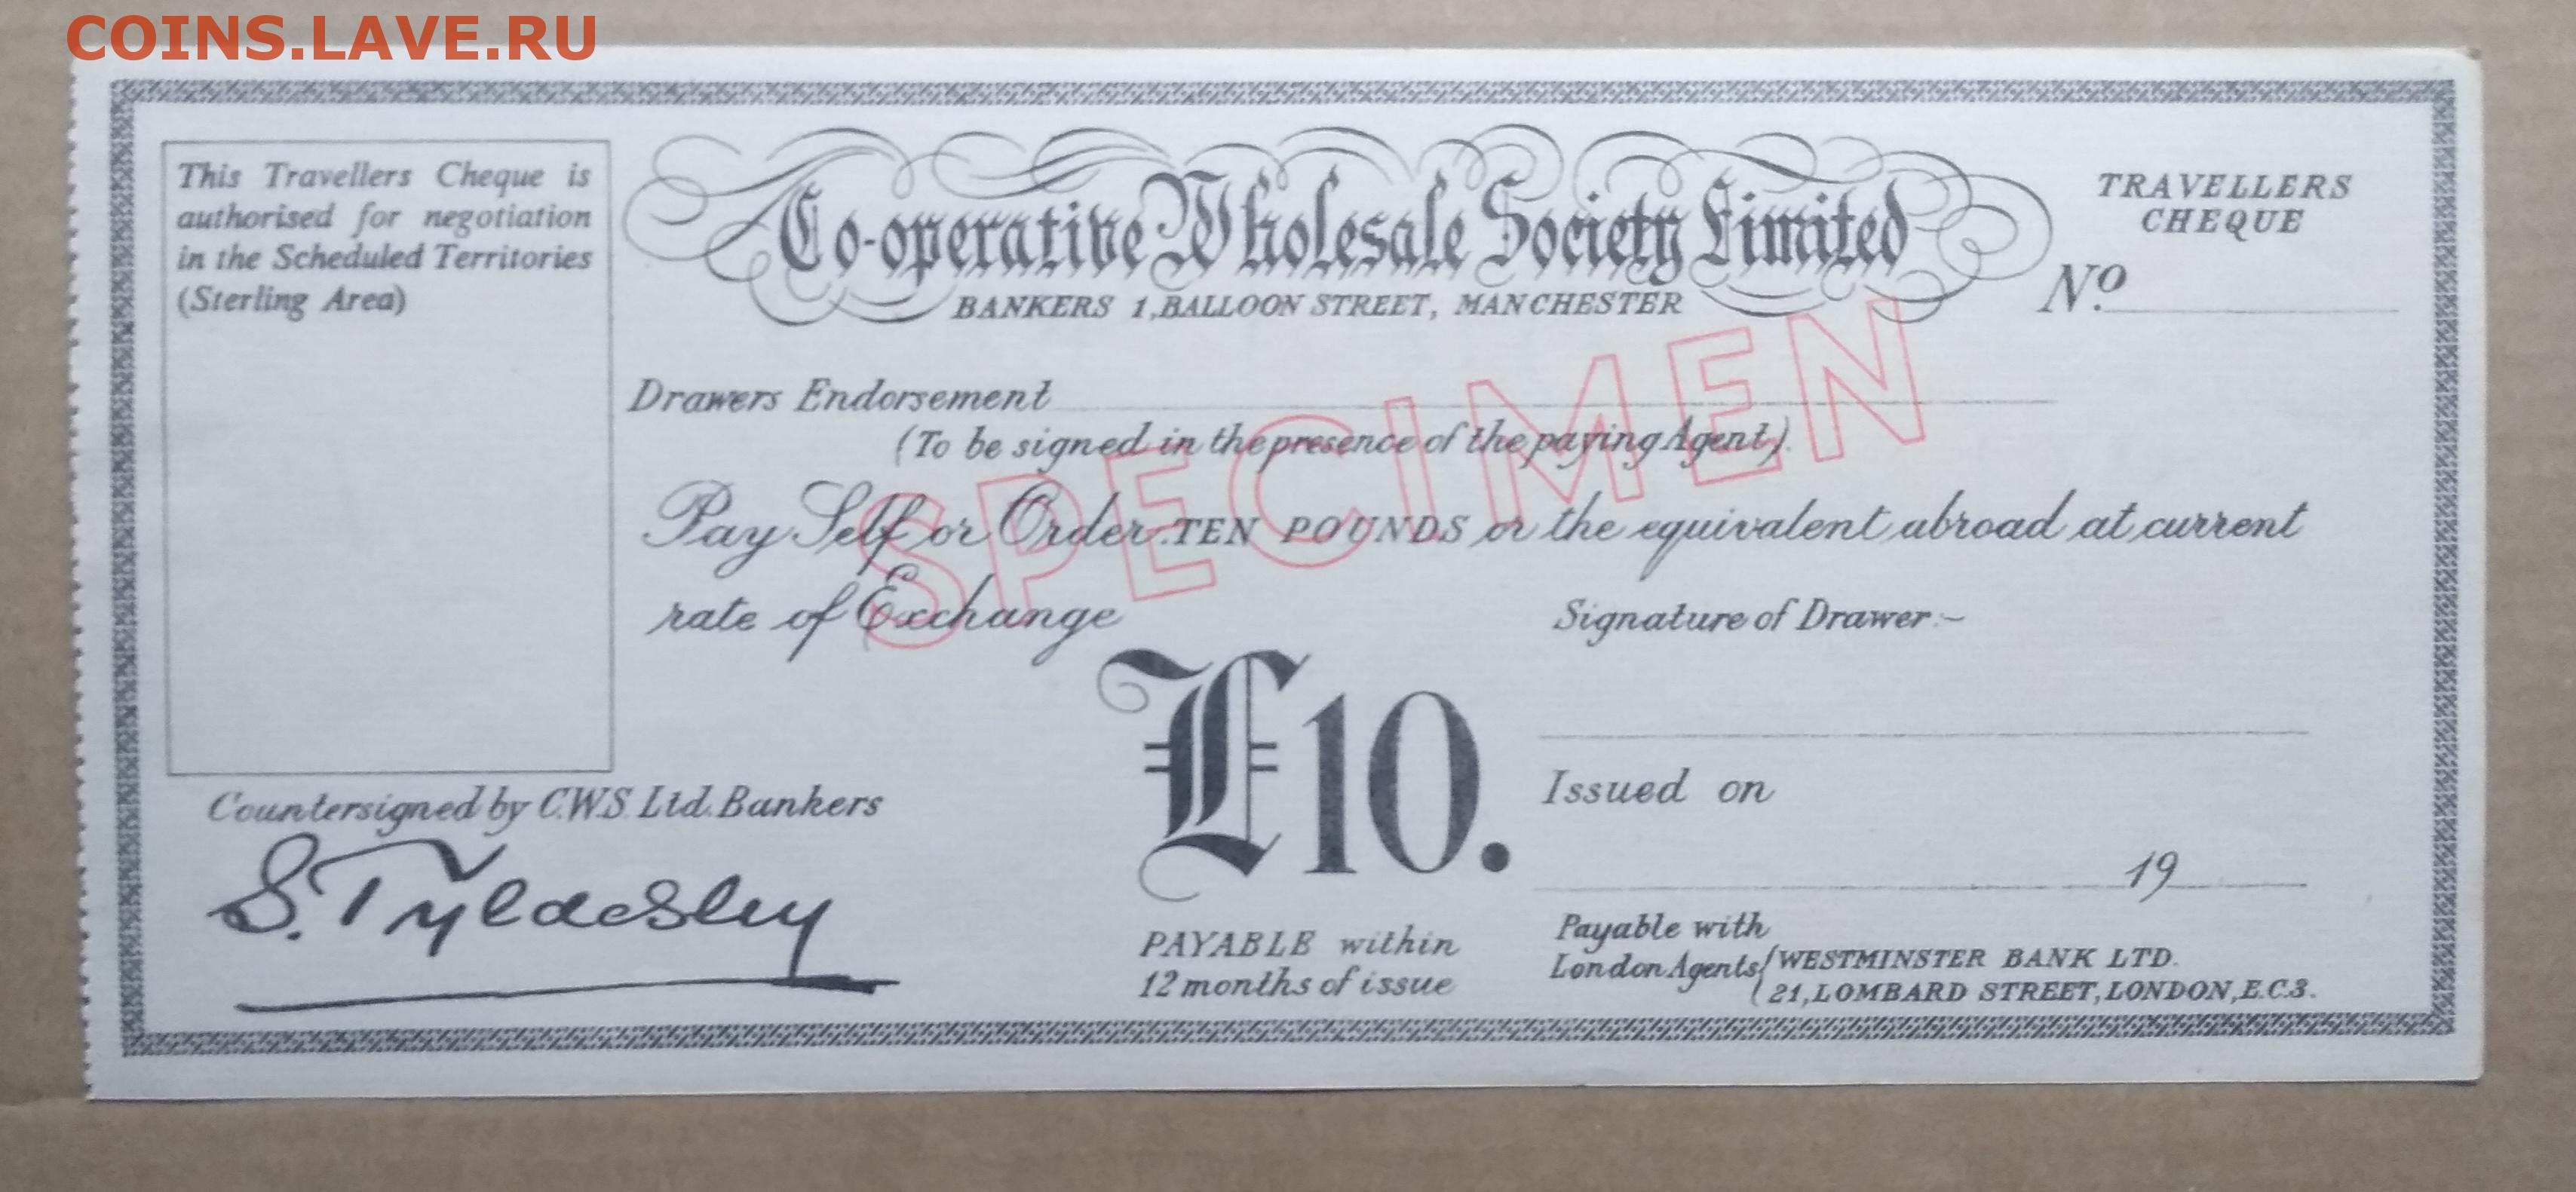 COINS.LAVE.RU
This Travellers Cheque is
authorised for negotiation
in the Scheduled Territories
(Sterling Area)
Co-operative Wholesale Society Limited
BANKERS 1, BALLOON STREET, MANCHESTER
TRAVELLERS
CHEQUE
No.
Drawers Endorsement
(To be signed in the presence of the paying Agent).
SPECIMEN
Pay Self or Order TEN POUNDS or the equivalent abroad at current
rate of Exchange
Signature of Drawer:-
£10.
Issued on
19
Countersigned by C.W.S. Ltd. Bankers
S. Tyldesley
PAYABLE within
12 months of issue
Payable with
London Agents
WESTMINSTER BANK LTD.
21, LOMBARD STREET, LONDON, E.C.3.